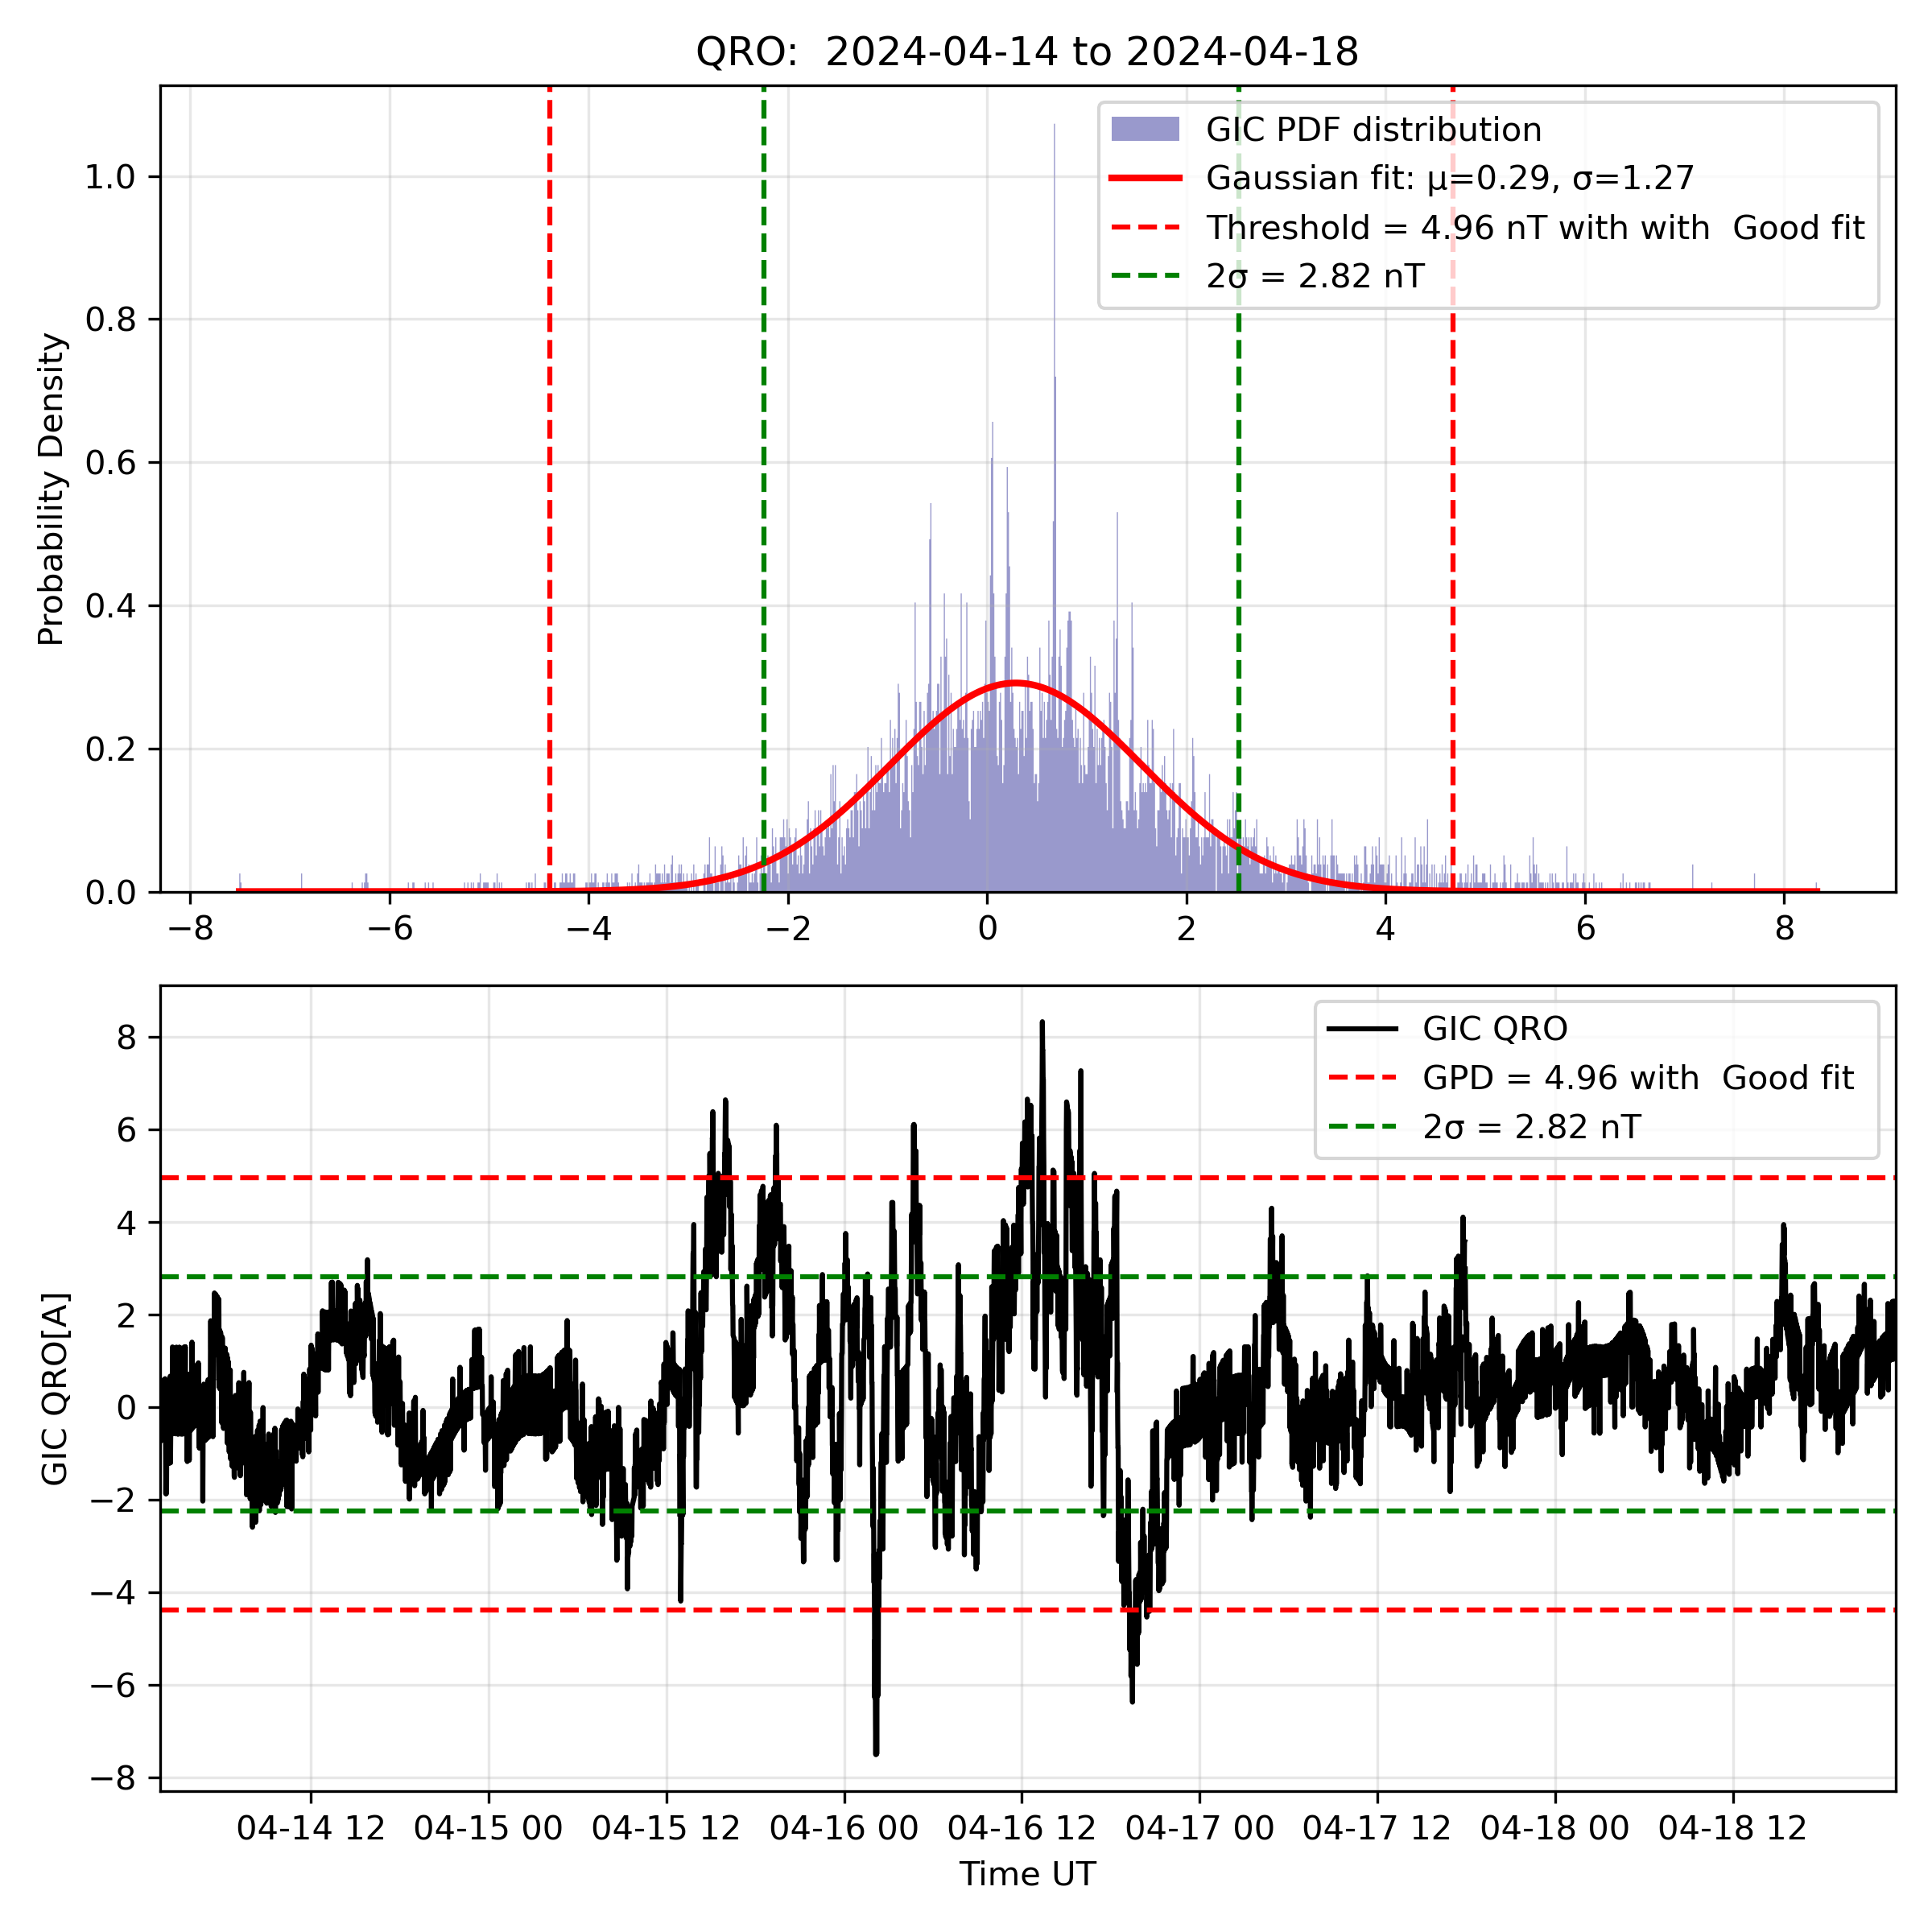 QRO:  2024-04-14 to 2024-04-18
GIC PDF distribution
Gaussian fit: μ=0.29, σ=1.27
Threshold = 4.96 nT with with  Good fit
2σ = 2.82 nT
Probability Density
1.0
0.8
0.6
0.4
0.2
0.0
−8 −6 −4 −2 0 2 4 6 8
GIC QRO
GPD = 4.96 with  Good fit
2σ = 2.82 nT
GIC QRO[A]
8
6
4
2
0
−2
−4
−6
−8
04-14 12 04-15 00 04-15 12 04-16 00 04-16 12 04-17 00 04-17 12 04-18 00 04-18 12
Time UT